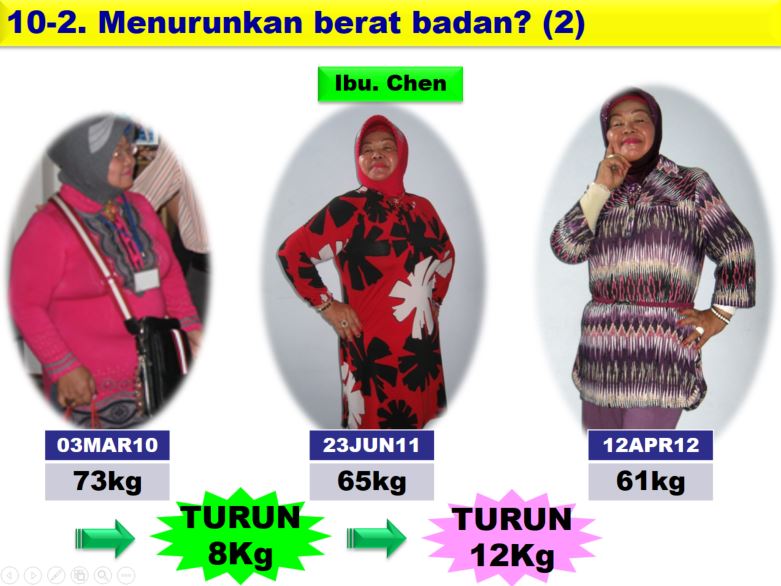 10-2. Menurunkan berat badan? (2)
Ibu. Chen
03MAR10
23JUN11
12APR12
73kg
65kg
61kg
TURUN
8Kg
TURUN
12Kg